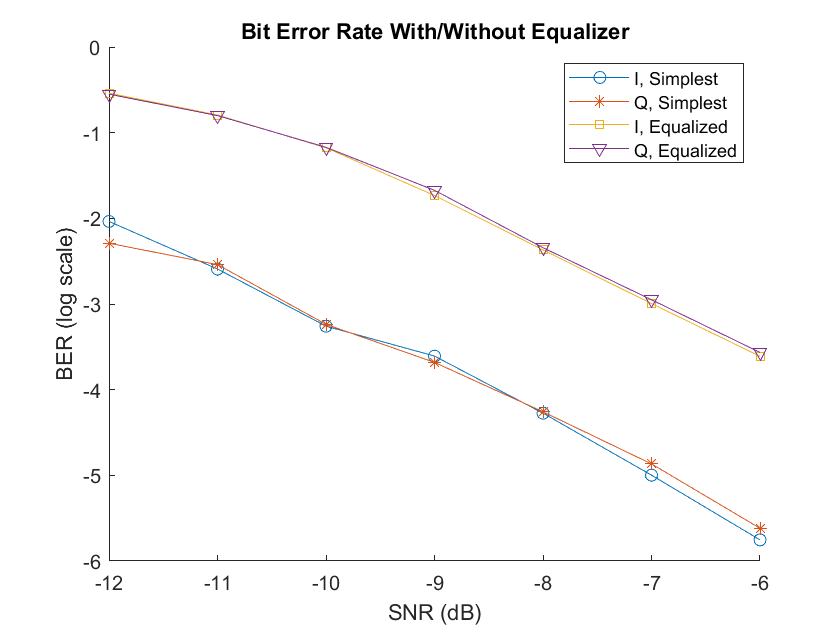 Bit Error Rate With/Without Equalizer
I, Simplest
Q, Simplest
I, Equalized
Q, Equalized
BER (log scale)
0
-1
-2
-3
-4
-5
-6
-12 -11 -10 -9 -8 -7 -6
SNR (dB)